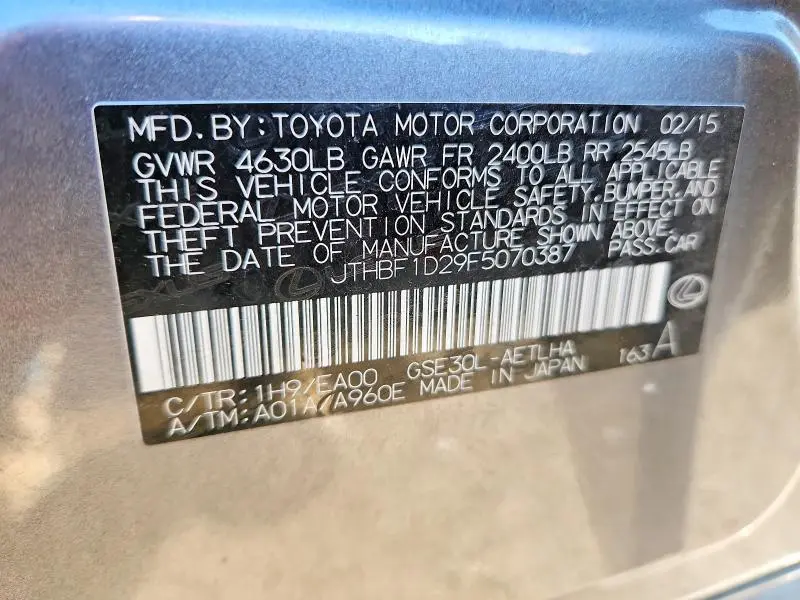 MFD. BY: TOYOTA MOTOR CORPORATION 02/15
GVWR 4630LB GAWR FR 2400LB RR 2545LB
THIS VEHICLE CONFORMS TO ALL APPLICABLE
FEDERAL MOTOR VEHICLE SAFETY, BUMPER, AND
THEFT PREVENTION STANDARDS IN EFFECT ON
THE DATE OF MANUFACTURE SHOWN ABOVE.
JTHBF1D29F5070387 PASS. CAR
C/TR: 1H9/EA00 GSE30L-AETLHA 163A
A/TM: A01A/A960E MADE IN JAPAN